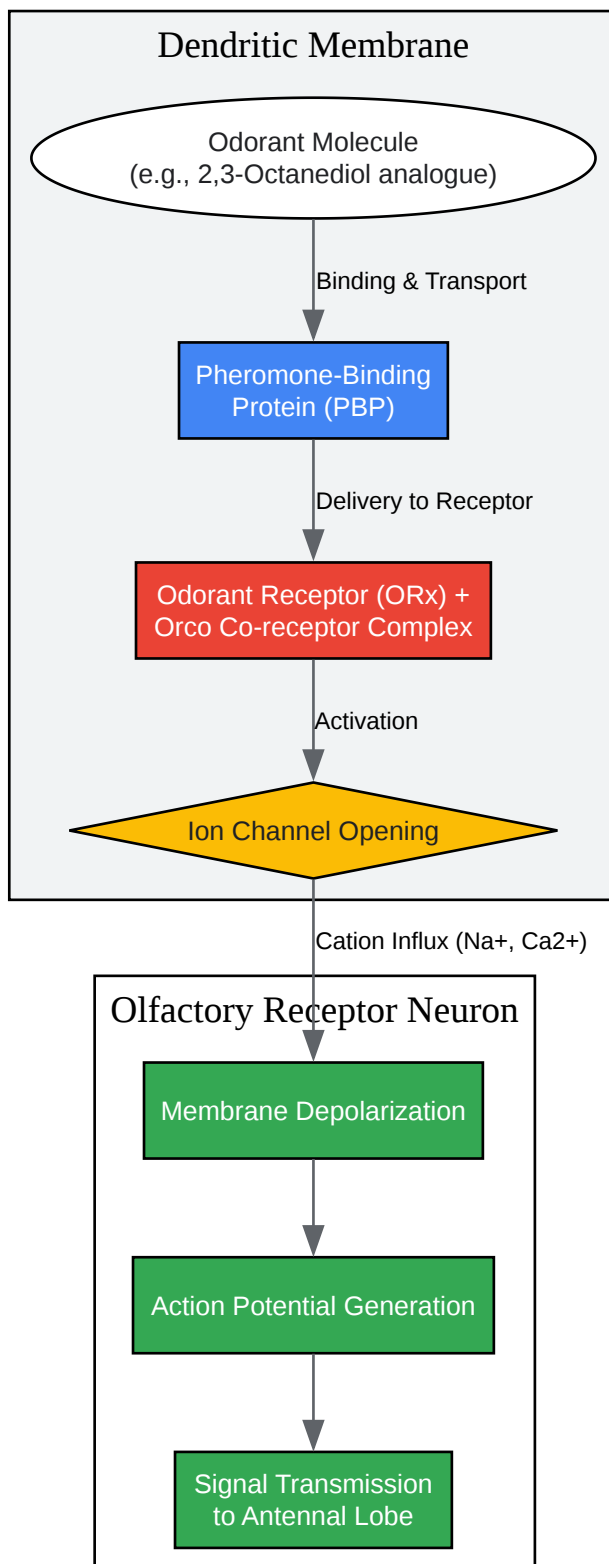 Dendritic Membrane
Odorant Molecule
(e.g., 2,3-Octanediol analogue)
Binding & Transport
Pheromone-Binding
Protein (PBP)
Delivery to Receptor
Odorant Receptor (ORx) +
Orco Co-receptor Complex
Activation
Ion Channel Opening
Cation Influx (Na+, Ca2+)
Olfactory Receptor Neuron
Membrane Depolarization
Action Potential Generation
Signal Transmission
to Antennal Lobe